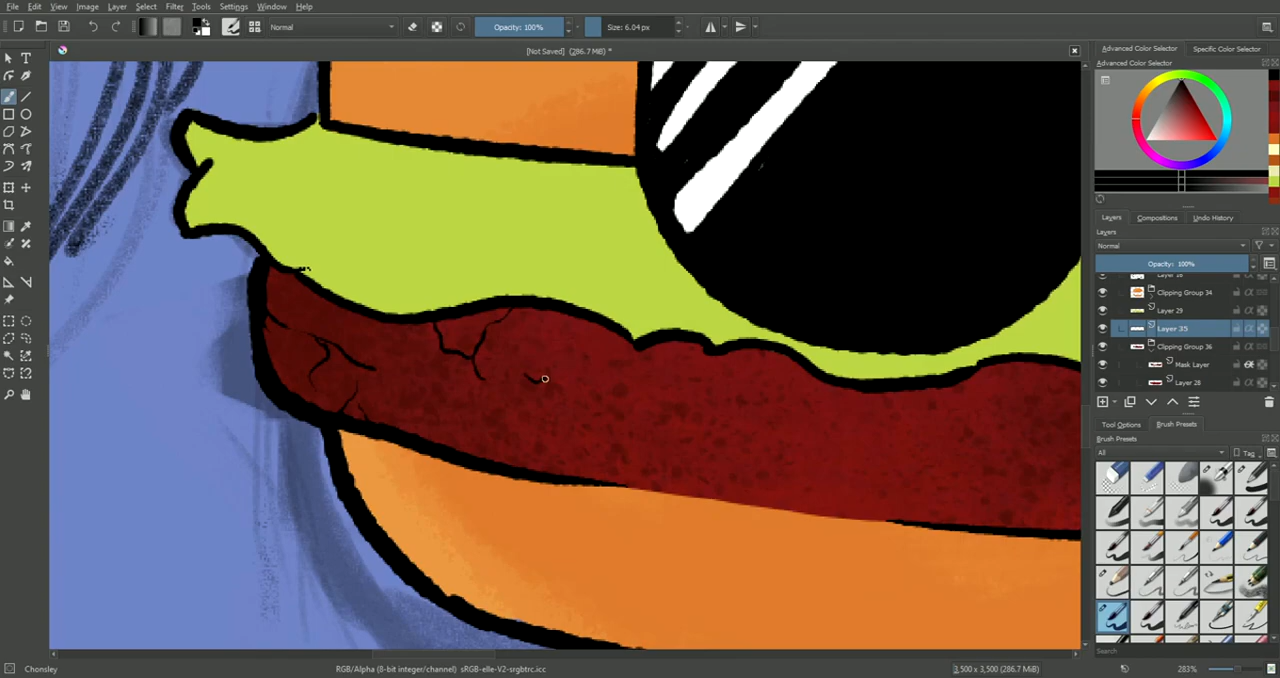 File Edit View Image Layer Select Filter Tools Settings Window Help
Normal Opacity: 100% Size: 6.04 px
[Not Saved] (286.7 MiB) *
Advanced Color Selector Specific Color Selector
Advanced Color Selector
Layers Compositions Undo History
Layers
Normal
Opacity: 100%
Clipping Group 34
Layer 29
Layer 35
Clipping Group 36
Mask Layer
Layer 28
Tool Options Brush Presets
Brush Presets
All Tag
Search
Chonsley RGB/Alpha (8-bit integer/channel) sRGB-elle-V2-srgbtrc.icc 3,500 x 3,500 (286.7 MiB) 283%